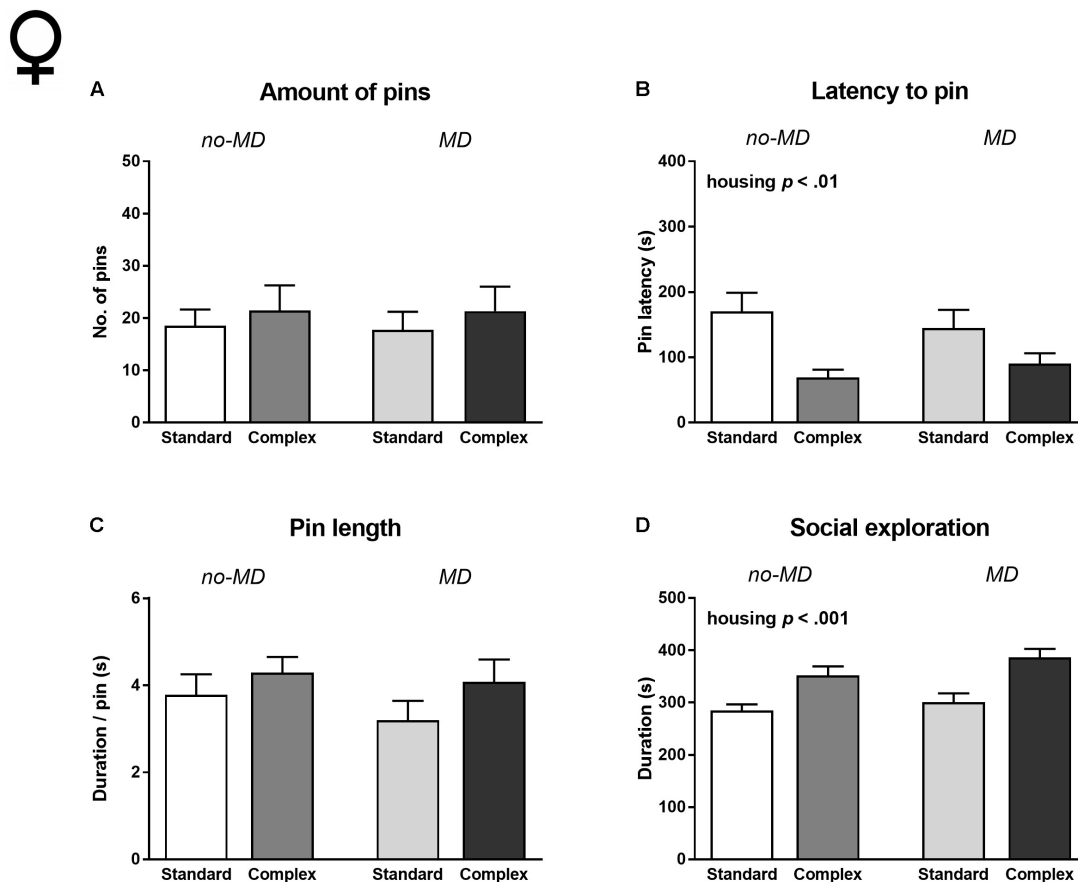 A
Amount of pins
no-MD MD
50
40
30
20
10
0
No. of pins
Standard Complex Standard Complex
B
Latency to pin
no-MD MD
housing p < .01
400
300
200
100
0
Pin latency (s)
Standard Complex Standard Complex
C
Pin length
no-MD MD
6
4
2
0
Duration / pin (s)
Standard Complex Standard Complex
D
Social exploration
no-MD MD
housing p < .001
500
400
300
200
100
0
Duration (s)
Standard Complex Standard Complex